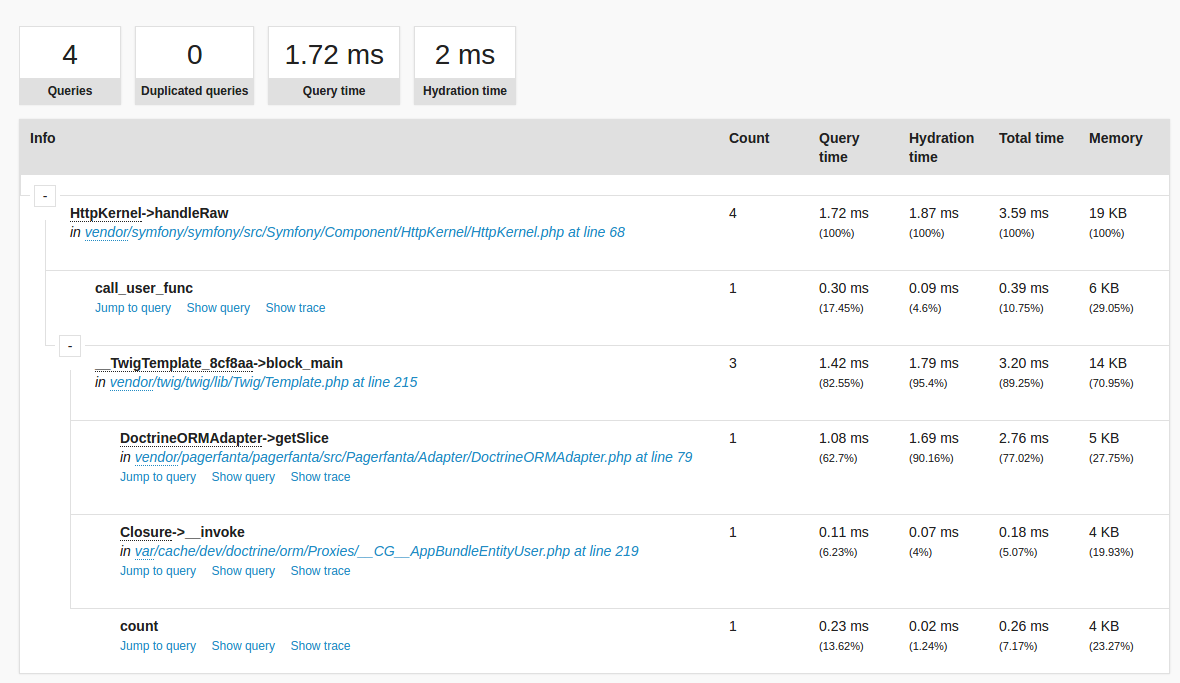 4
Queries
0
Duplicated queries
1.72 ms
Query time
2 ms
Hydration time
Info Count Query time Hydration time Total time Memory
-
HttpKernel->handleRaw 4 1.72 ms 1.87 ms 3.59 ms 19 KB
in vendor/symfony/symfony/src/Symfony/Component/HttpKernel/HttpKernel.php at line 68 (100%) (100%) (100%) (100%)
call_user_func 1 0.30 ms 0.09 ms 0.39 ms 6 KB
Jump to query Show query Show trace (17.45%) (4.6%) (10.75%) (29.05%)
-
__TwigTemplate_8cf8aa->block_main 3 1.42 ms 1.79 ms 3.20 ms 14 KB
in vendor/twig/twig/lib/Twig/Template.php at line 215 (82.55%) (95.4%) (89.25%) (70.95%)
DoctrineORMAdapter->getSlice 1 1.08 ms 1.69 ms 2.76 ms 5 KB
in vendor/pagerfanta/pagerfanta/src/Pagerfanta/Adapter/DoctrineORMAdapter.php at line 79 (62.7%) (90.16%) (77.02%) (27.75%)
Jump to query Show query Show trace
Closure->__invoke 1 0.11 ms 0.07 ms 0.18 ms 4 KB
in var/cache/dev/doctrine/orm/Proxies/__CG__AppBundleEntityUser.php at line 219 (6.23%) (4%) (5.07%) (19.93%)
Jump to query Show query Show trace
count 1 0.23 ms 0.02 ms 0.26 ms 4 KB
Jump to query Show query Show trace (13.62%) (1.24%) (7.17%) (23.27%)